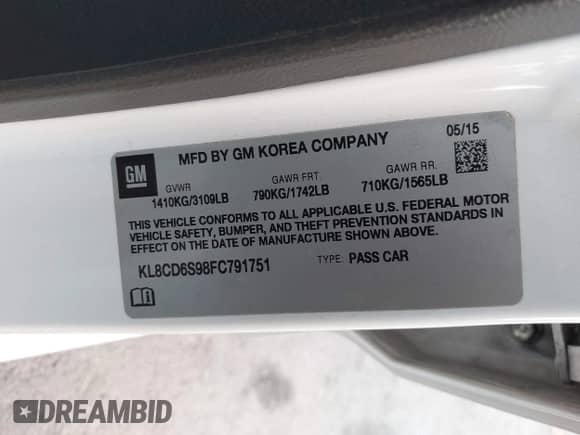 GM
MFD BY GM KOREA COMPANY
05/15
GVWR
1410KG/3109LB
GAWR FRT.
790KG/1742LB
GAWR RR.
710KG/1565LB
THIS VEHICLE CONFORMS TO ALL APPLICABLE U.S. FEDERAL MOTOR
VEHICLE SAFETY, BUMPER, AND THEFT PREVENTION STANDARDS IN
EFFECT ON THE DATE OF MANUFACTURE SHOWN ABOVE.
KL8CD6S98FC791751
TYPE: PASS CAR
DREAMBID